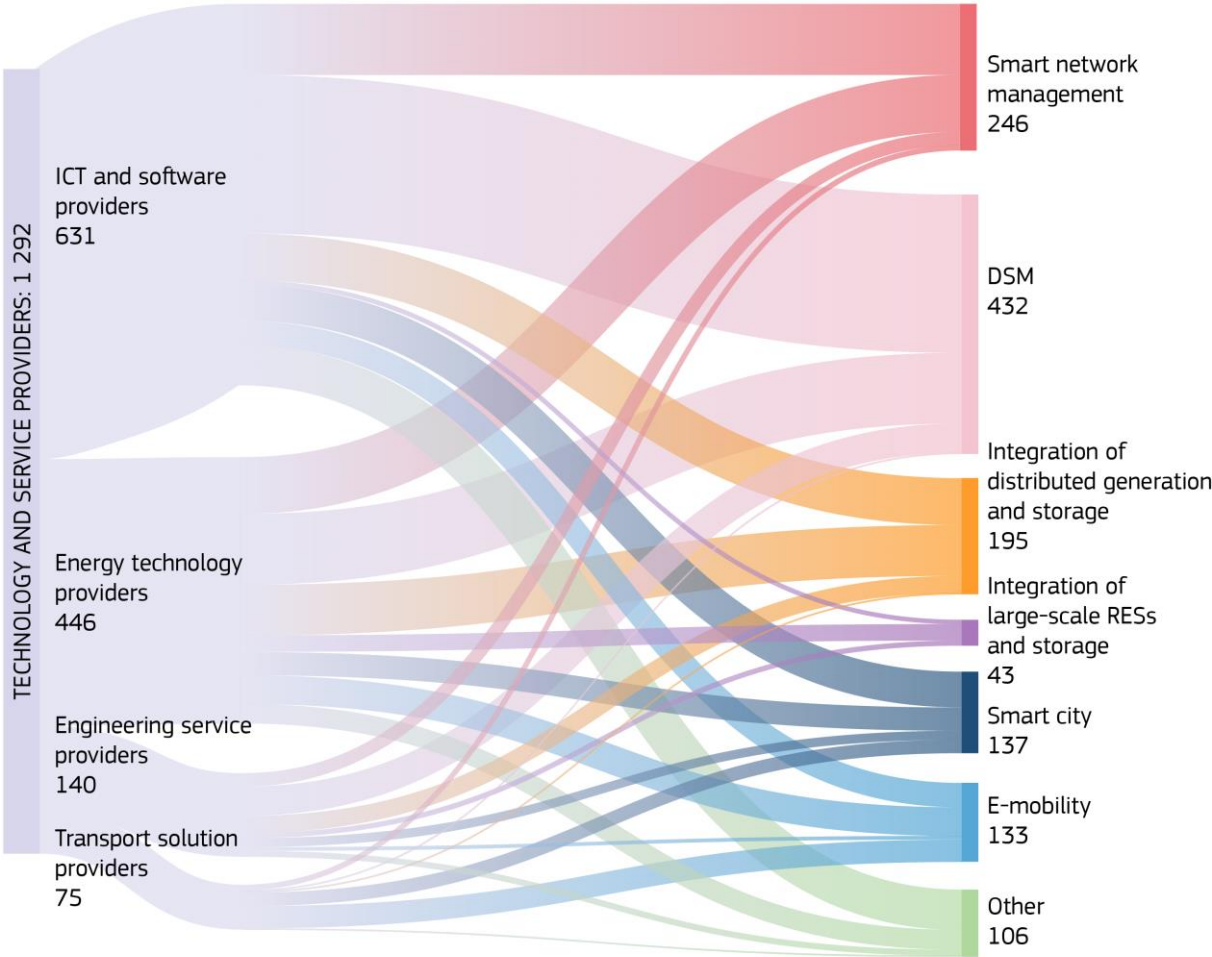 TECHNOLOGY AND SERVICE PROVIDERS: 1 292
ICT and software
providers
631
Energy technology
providers
446
Engineering service
providers
140
Transport solution
providers
75
Smart network
management
246
DSM
432
Integration of
distributed generation
and storage
195
Integration of
large-scale RESs
and storage
43
Smart city
137
E-mobility
133
Other
106